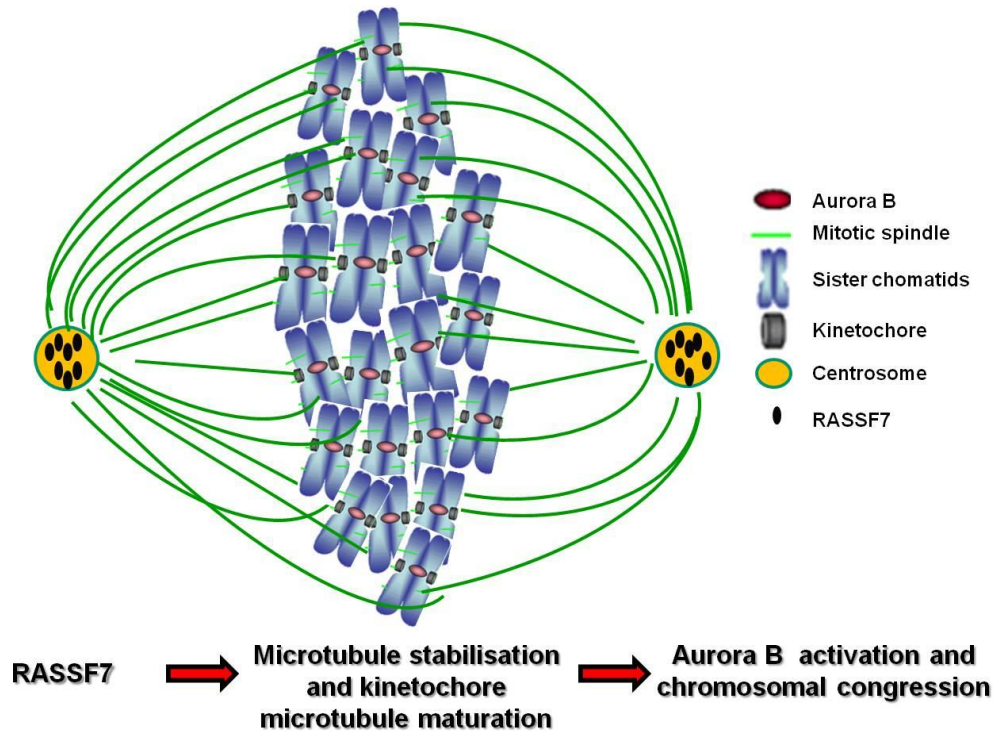 Aurora B
Mitotic spindle
Sister chomatids
Kinetochore
Centrosome
RASSF7
RASSF7
Microtubule stabilisation
and kinetochore
microtubule maturation
Aurora B activation and
chromosomal congression